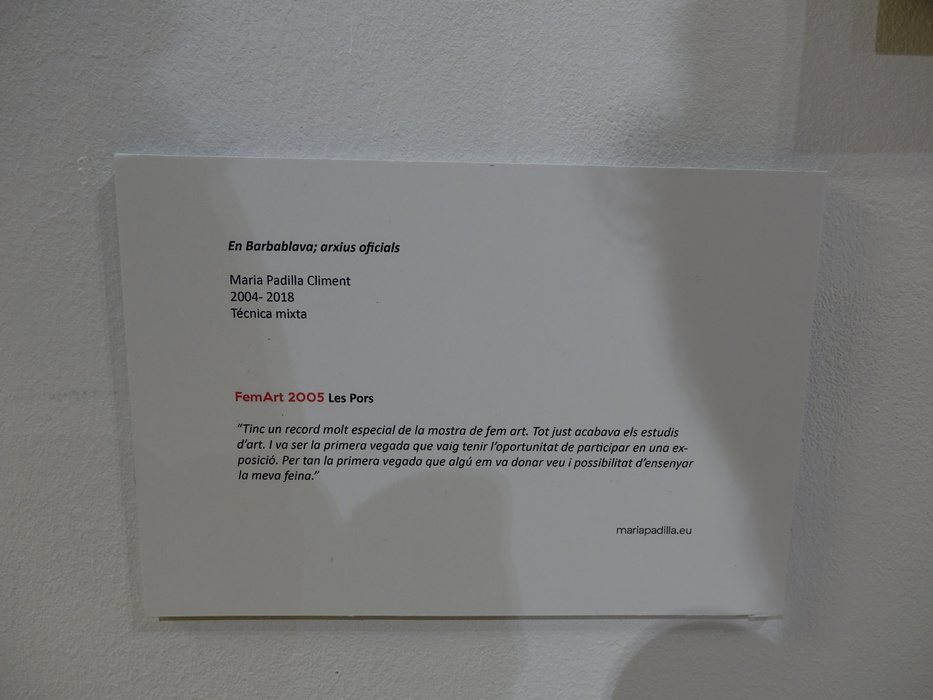 En Barbablava; arxius oficials
Maria Padilla Climent
2004- 2018
Técnica mixta
FemArt 2005 Les Pors
“Tinc un record molt especial de la mostra de fem art. Tot just acabava els estudis
d’art. I va ser la primera vegada que vaig tenir l’oportunitat de participar en una ex-
posició. Per tan la primera vegada que algú em va donar veu i possibilitat d’ensenyar
la meva feina.”
mariapadilla.eu